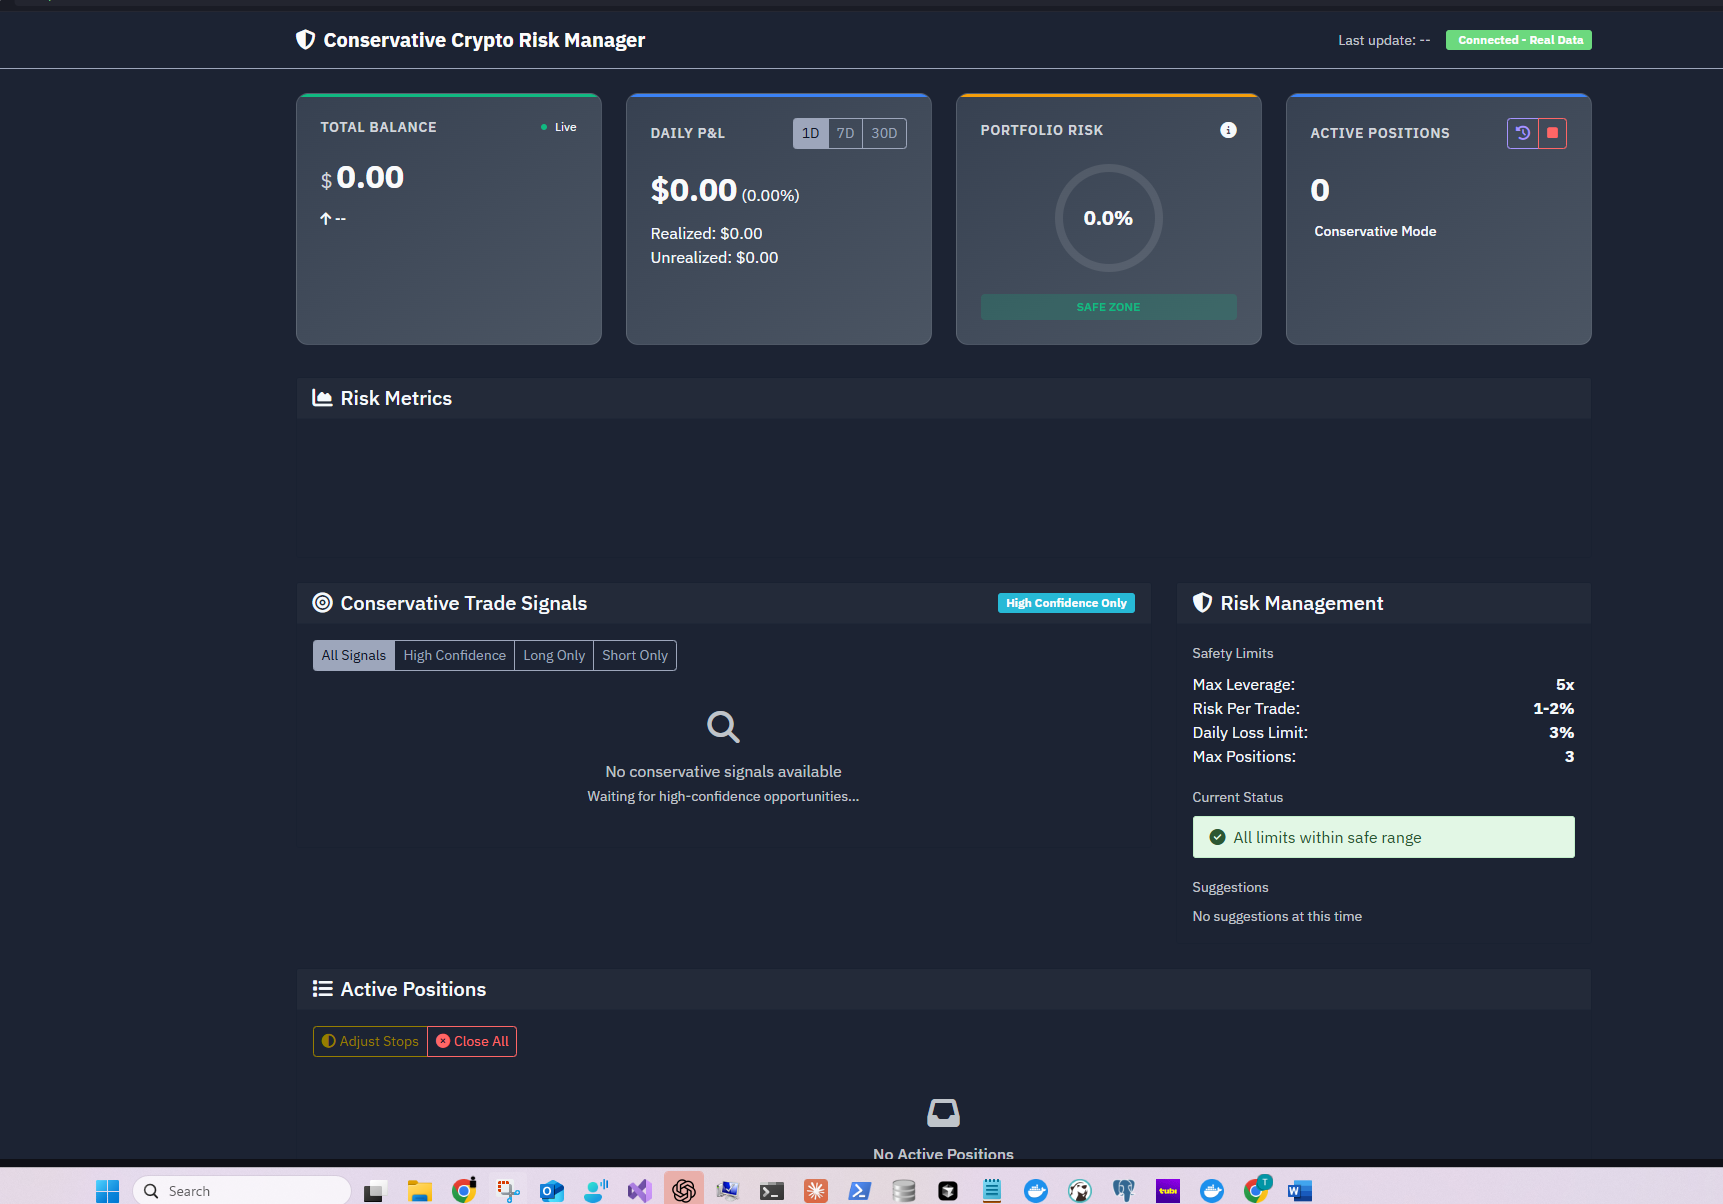 Conservative Crypto Risk Manager
Last update: --
Connected - Real Data
TOTAL BALANCE
Live
$ 0.00
--
DAILY P&L
1D 7D 30D
$0.00 (0.00%)
Realized: $0.00
Unrealized: $0.00
PORTFOLIO RISK
0.0%
SAFE ZONE
ACTIVE POSITIONS
0
Conservative Mode
Risk Metrics
Conservative Trade Signals
High Confidence Only
All Signals High Confidence Long Only Short Only
No conservative signals available
Waiting for high-confidence opportunities...
Risk Management
Safety Limits
Max Leverage: 5x
Risk Per Trade: 1-2%
Daily Loss Limit: 3%
Max Positions: 3
Current Status
All limits within safe range
Suggestions
No suggestions at this time
Active Positions
Adjust Stops Close All
No Active Positions
Search
tubi
T
W